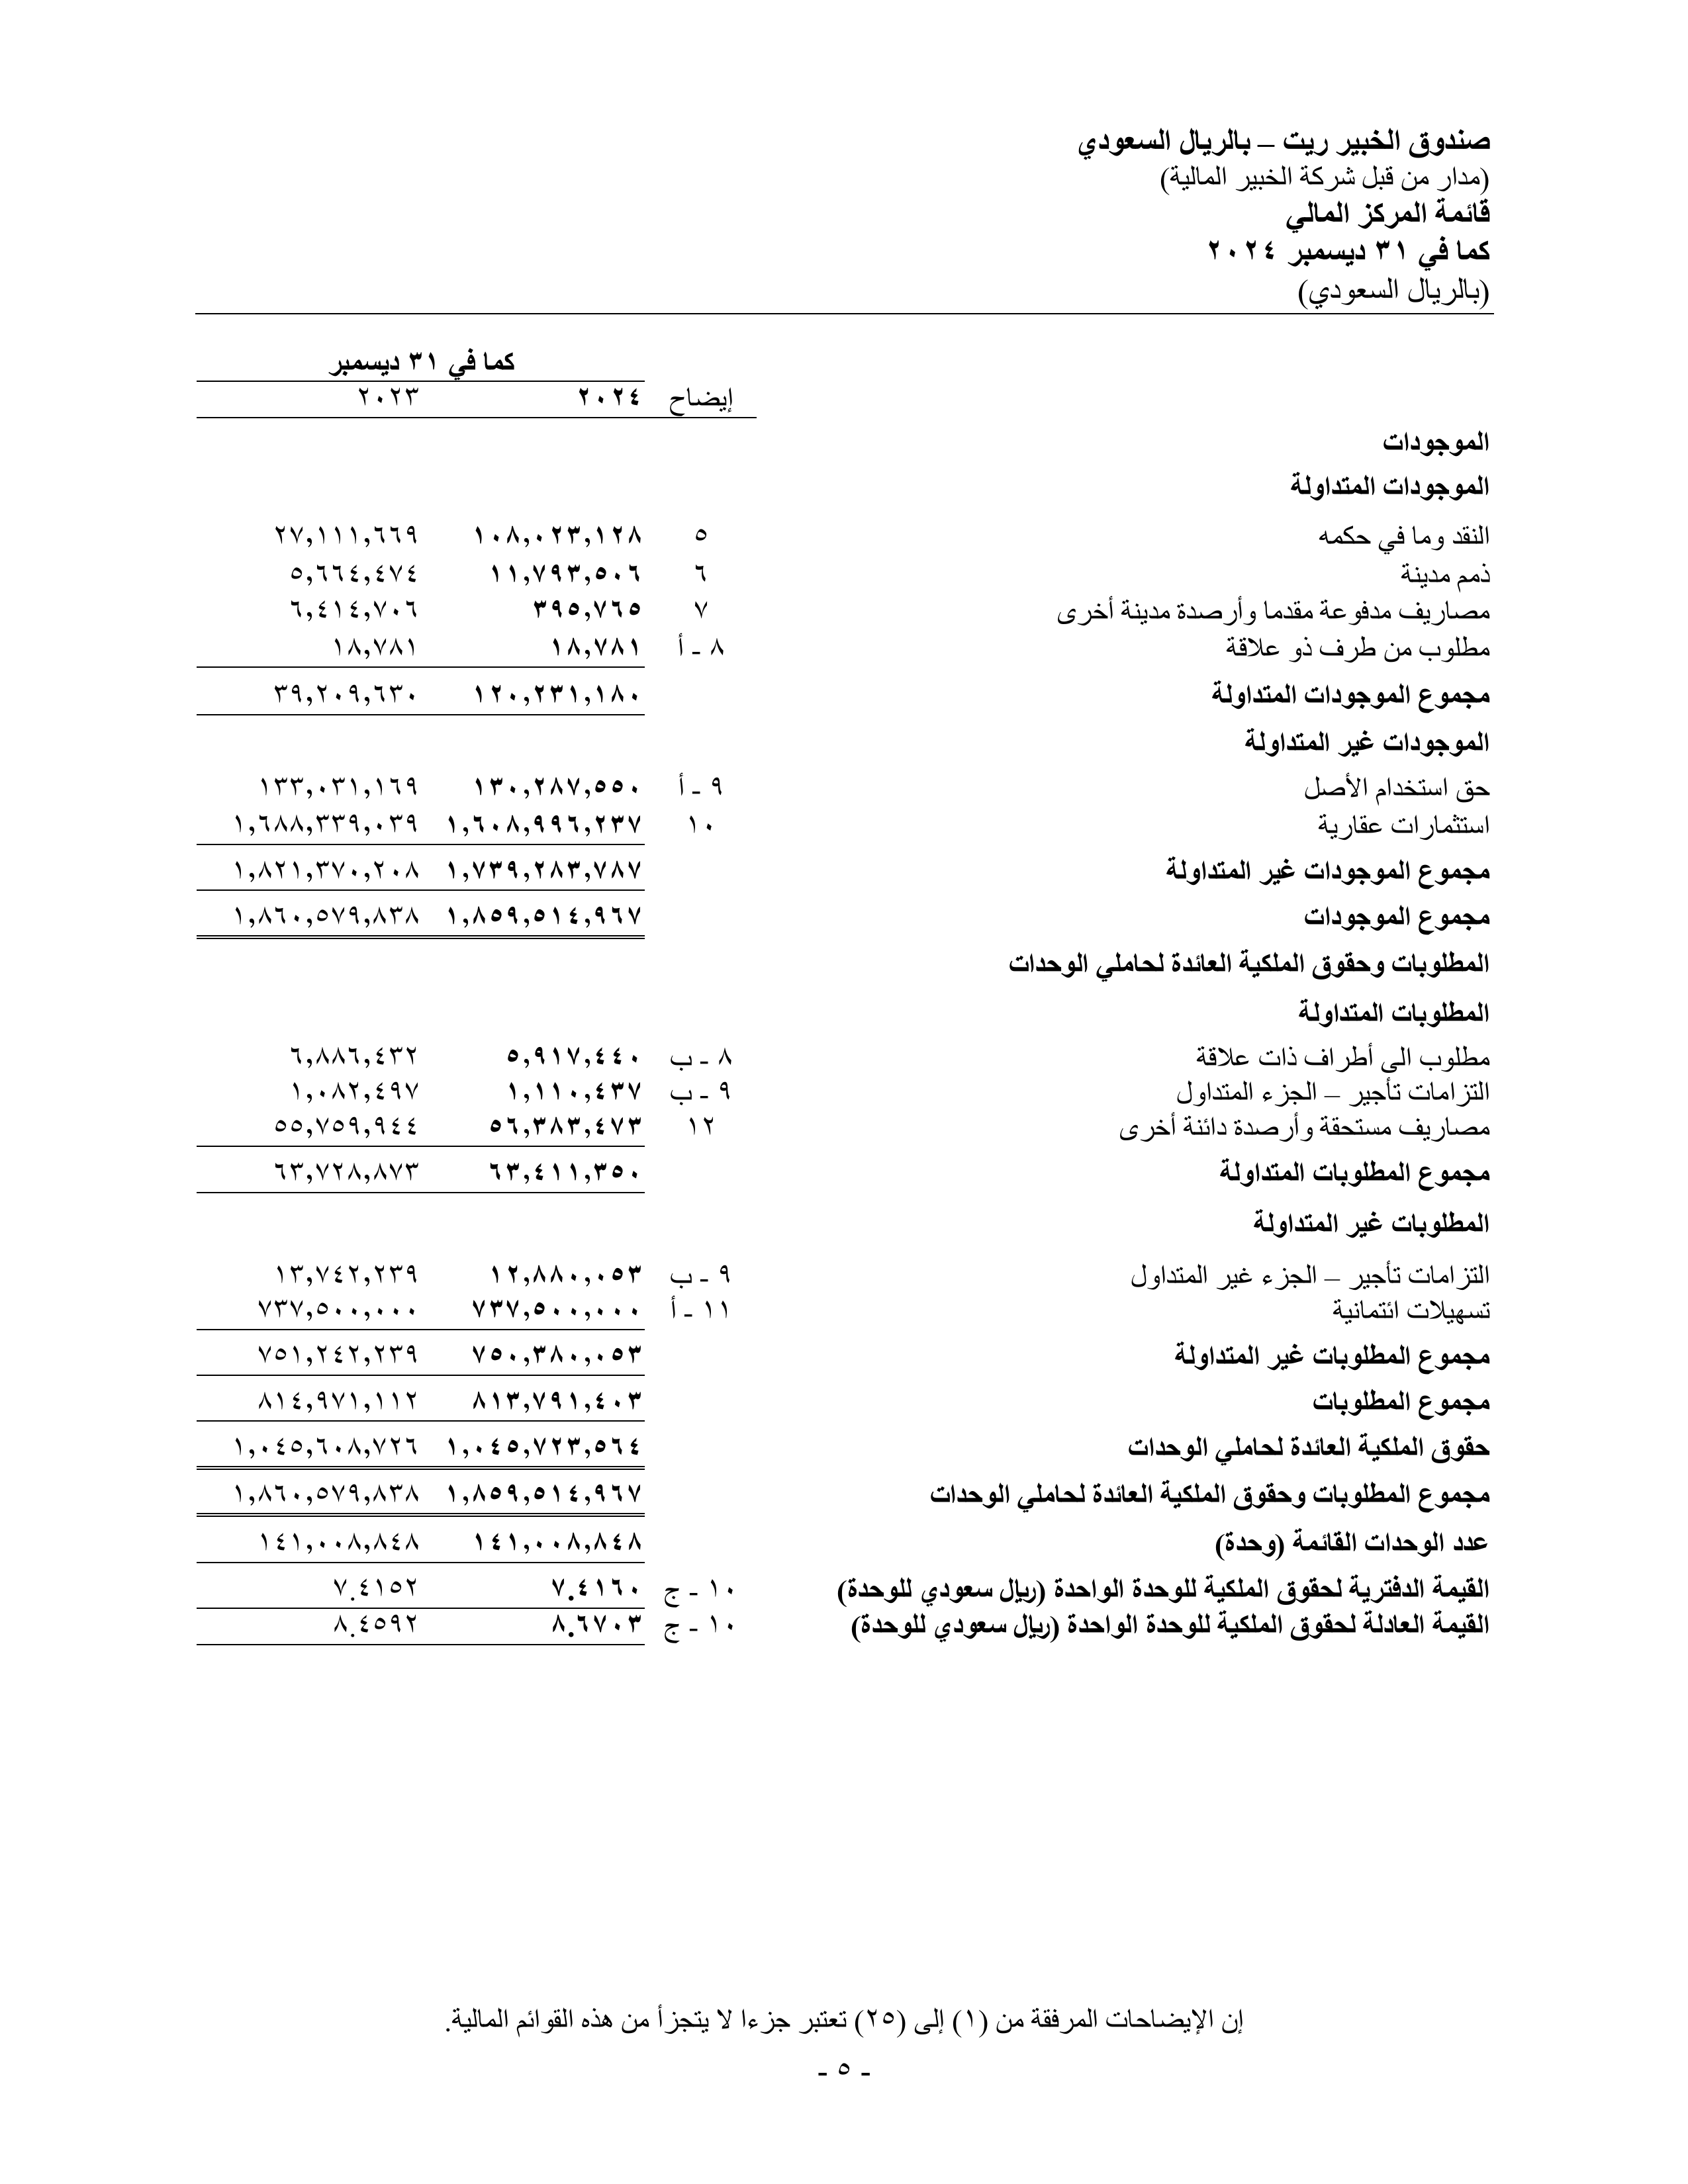 صندوق الخبير ريت – بالريال السعودي
(مدار من قبل شركة الخبير المالية)
قائمة المركز المالي
كما في ٣١ ديسمبر ٢٠٢٤
(بالريال السعودي)
كما في ٣١ ديسمبر
إيضاح ٢٠٢٤ ٢٠٢٣
الموجودات
الموجودات المتداولة
النقد وما في حكمه ٥ ١٠٨,٠٢٣,١٢٨ ٢٧,١١١,٦٦٩
ذمم مدينة ٦ ١١,٧٩٣,٥٠٦ ٥,٦٦٤,٤٧٤
مصاريف مدفوعة مقدما وأرصدة مدينة أخرى ٧ ٣٩٥,٧٦٥ ٦,٤١٤,٧٠٦
مطلوب من طرف ذو علاقة ٨ - أ ١٨,٧٨١ ١٨,٧٨١
مجموع الموجودات المتداولة ١٢٠,٢٣١,١٨٠ ٣٩,٢٠٩,٦٣٠
الموجودات غير المتداولة
حق استخدام الأصل ٩ - أ ١٣٠,٢٨٧,٥٥٠ ١٣٣,٠٣١,١٦٩
استثمارات عقارية ١٠ ١,٦٠٨,٩٩٦,٢٣٧ ١,٦٨٨,٣٣٩,٠٣٩
مجموع الموجودات غير المتداولة ١,٧٣٩,٢٨٣,٧٨٧ ١,٨٢١,٣٧٠,٢٠٨
مجموع الموجودات ١,٨٥٩,٥١٤,٩٦٧ ١,٨٦٠,٥٧٩,٨٣٨
المطلوبات وحقوق الملكية العائدة لحاملي الوحدات
المطلوبات المتداولة
مطلوب الى أطراف ذات علاقة ٨ - ب ٥,٩١٧,٤٤٠ ٦,٨٨٦,٤٣٢
التزامات تأجير – الجزء المتداول ٩ - ب ١,١١٠,٤٣٧ ١,٠٨٢,٤٩٧
مصاريف مستحقة وأرصدة دائنة أخرى ١٢ ٥٦,٣٨٣,٤٧٣ ٥٥,٧٥٩,٩٤٤
مجموع المطلوبات المتداولة ٦٣,٤١١,٣٥٠ ٦٣,٧٢٨,٨٧٣
المطلوبات غير المتداولة
التزامات تأجير – الجزء غير المتداول ٩ - ب ١٢,٨٨٠,٠٥٣ ١٣,٧٤٢,٢٣٩
تسهيلات ائتمانية ١١ - أ ٧٣٧,٥٠٠,٠٠٠ ٧٣٧,٥٠٠,٠٠٠
مجموع المطلوبات غير المتداولة ٧٥٠,٣٨٠,٠٥٣ ٧٥١,٢٤٢,٢٣٩
مجموع المطلوبات ٨١٣,٧٩١,٤٠٣ ٨١٤,٩٧١,١١٢
حقوق الملكية العائدة لحاملي الوحدات ١,٠٤٥,٧٢٣,٥٦٤ ١,٠٤٥,٦٠٨,٧٢٦
مجموع المطلوبات وحقوق الملكية العائدة لحاملي الوحدات ١,٨٥٩,٥١٤,٩٦٧ ١,٨٦٠,٥٧٩,٨٣٨
عدد الوحدات القائمة (وحدة) ١٤١,٠٠٨,٨٤٨ ١٤١,٠٠٨,٨٤٨
القيمة الدفترية لحقوق الملكية للوحدة الواحدة (ريال سعودي للوحدة) ١٠ - ج ٧.٤١٦٠ ٧.٤١٥٢
القيمة العادلة لحقوق الملكية للوحدة الواحدة (ريال سعودي للوحدة) ١٠ - ج ٨.٦٧٠٣ ٨.٤٥٩٢
إن الإيضاحات المرفقة من (١) إلى (٢٥) تعتبر جزءا لا يتجزأ من هذه القوائم المالية.
- ٥ -